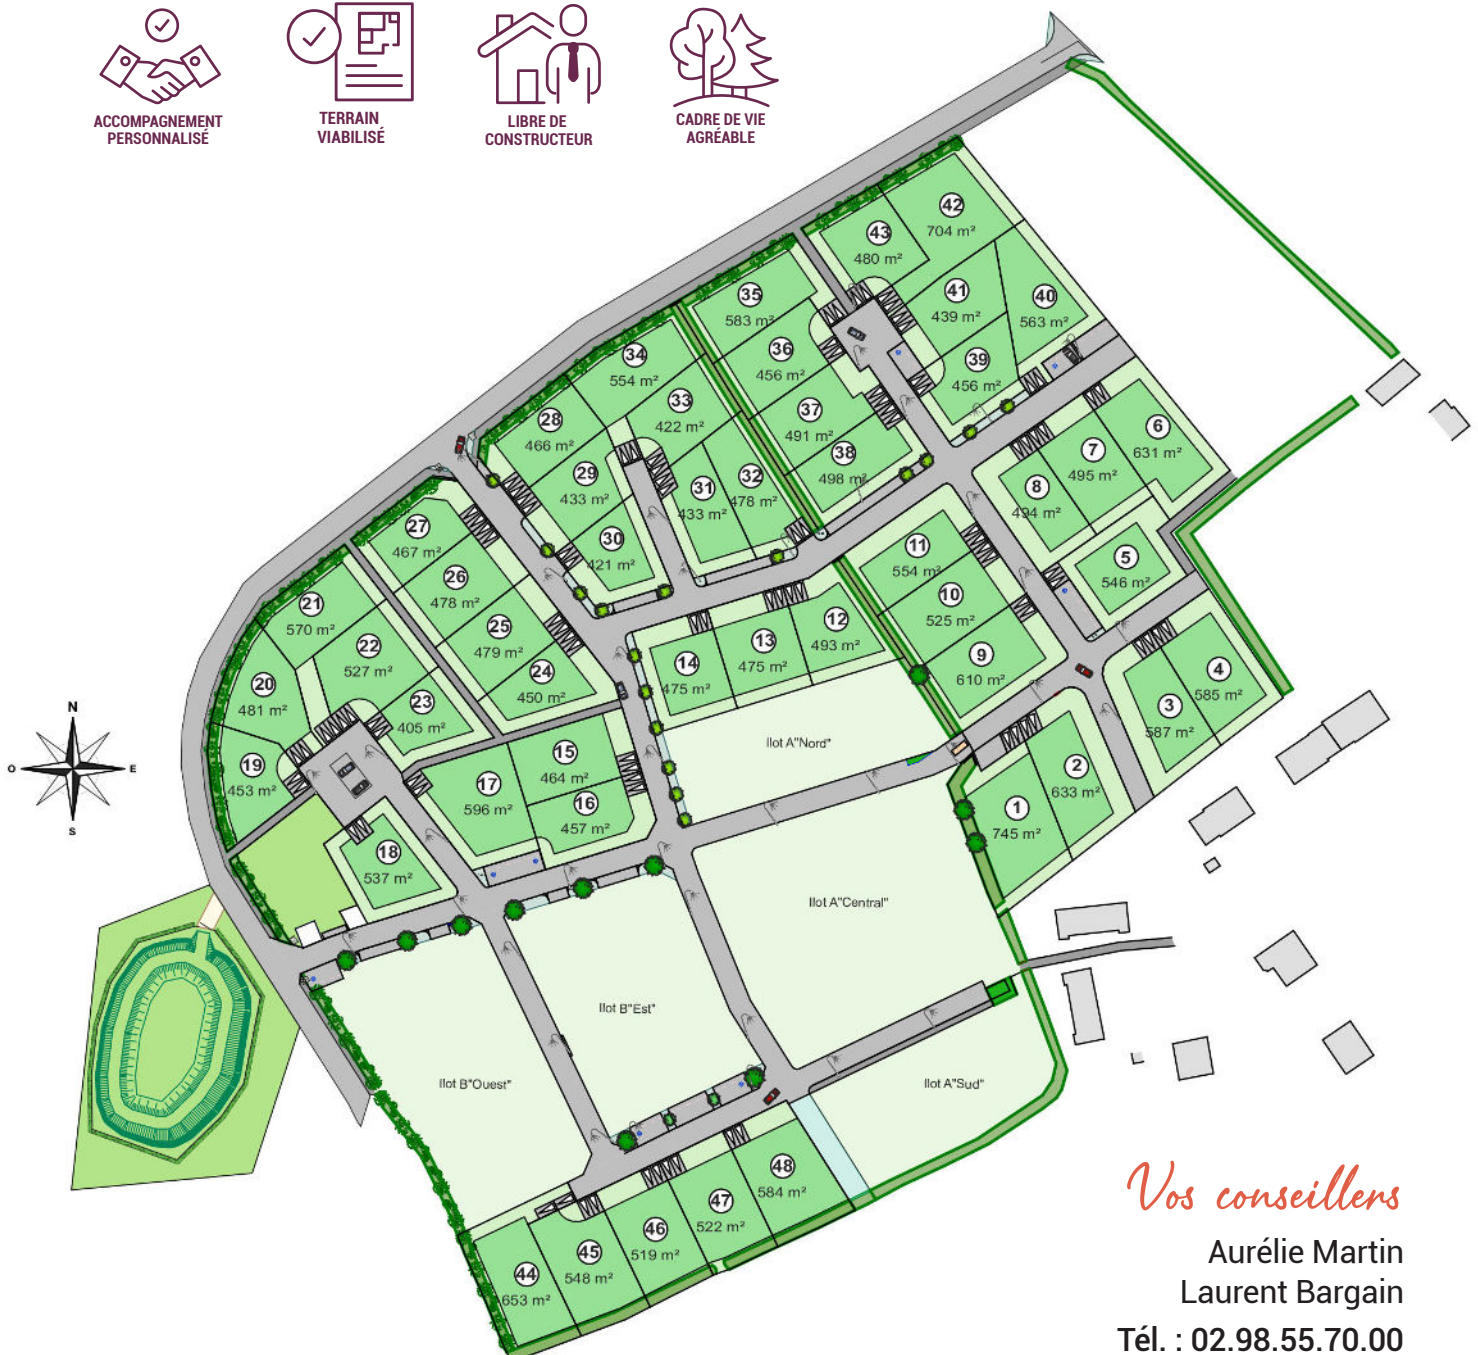 ACCOMPAGNEMENT
PERSONNALISÉ
TERRAIN
VIABILISÉ
LIBRE DE
CONSTRUCTEUR
CADRE DE VIE
AGRÉABLE
42
704 m²
43
480 m²
41
439 m²
40
563 m²
39
456 m²
35
583 m²
36
456 m²
37
491 m²
38
498 m²
34
554 m²
33
422 m²
28
466 m²
29
433 m²
30
421 m²
31
433 m²
32
478 m²
6
631 m²
7
495 m²
8
494 m²
5
546 m²
11
554 m²
10
525 m²
9
610 m²
12
493 m²
13
475 m²
14
475 m²
4
585 m²
3
587 m²
2
633 m²
1
745 m²
27
467 m²
26
478 m²
25
479 m²
24
450 m²
21
570 m²
22
527 m²
23
405 m²
20
481 m²
19
453 m²
15
464 m²
16
457 m²
17
596 m²
18
537 m²
N
O
E
S
Ilot A"Nord"
Ilot A"Central"
Ilot B"Est"
Ilot B"Ouest"
Ilot A"Sud"
48
584 m²
47
522 m²
46
519 m²
45
548 m²
44
653 m²
Vos conseillers
Aurélie Martin
Laurent Bargain
Tél. : 02.98.55.70.00